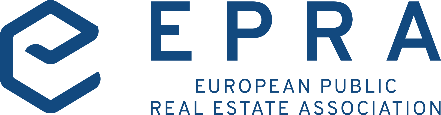 EPRA
EUROPEAN PUBLIC
REAL ESTATE ASSOCIATION